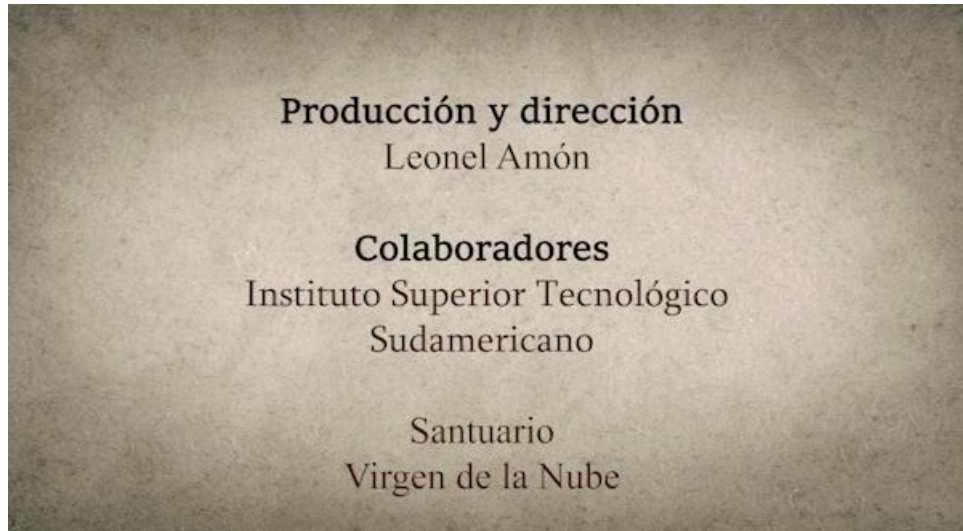 Producción y dirección
Leonel Amón
Colaboradores
Instituto Superior Tecnológico
Sudamericano
Santuario
Virgen de la Nube